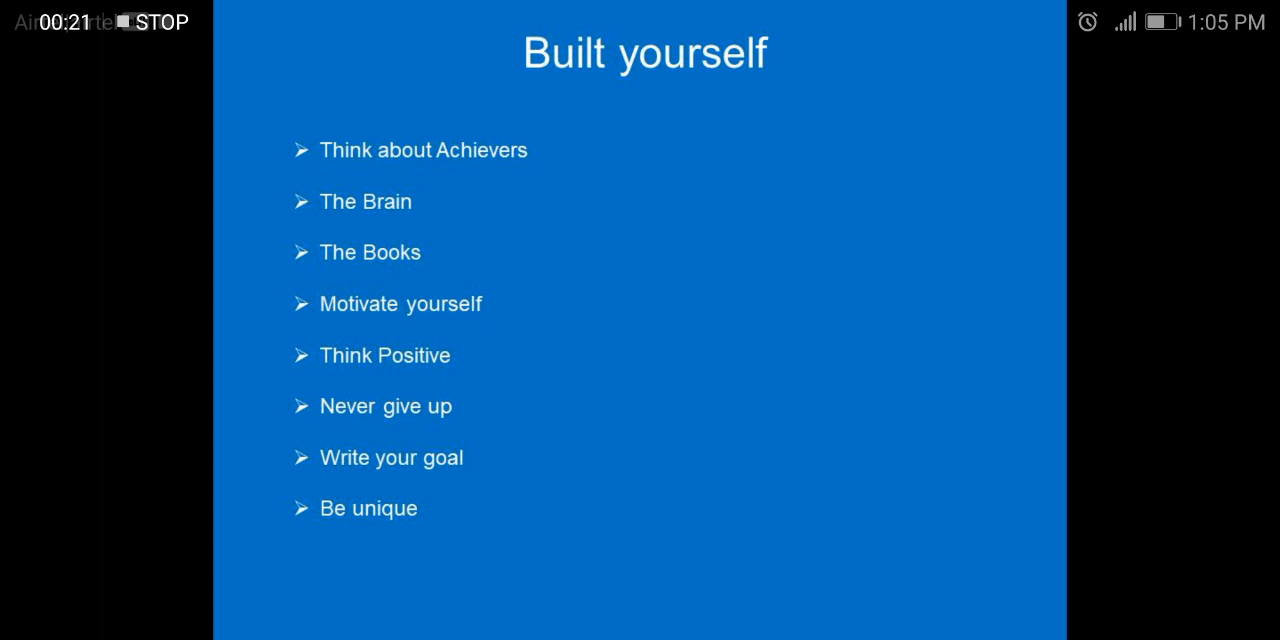 00:21 STOP
1:05 PM
Built yourself
➢ Think about Achievers
➢ The Brain
➢ The Books
➢ Motivate yourself
➢ Think Positive
➢ Never give up
➢ Write your goal
➢ Be unique